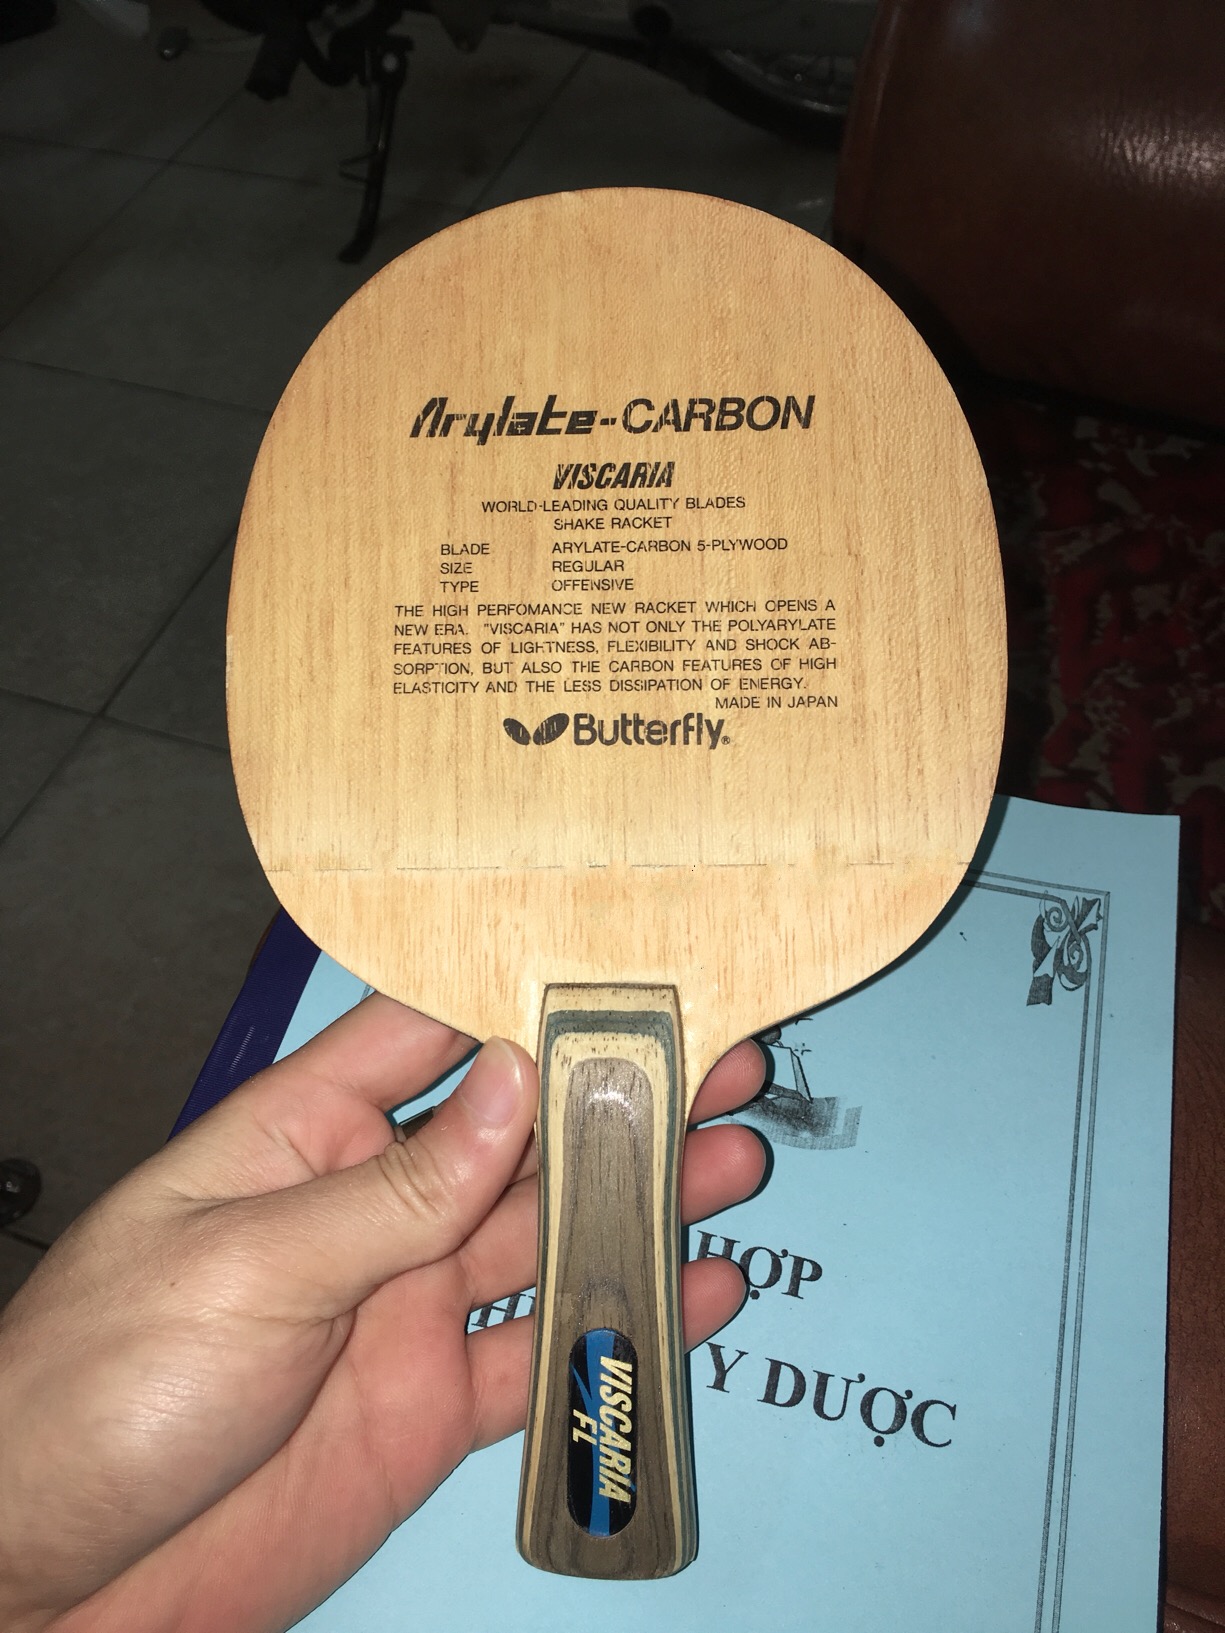 Arylate-CARBON
VISCARIA
WORLD-LEADING QUALITY BLADES
SHAKE RACKET
BLADE ARYLATE-CARBON 5-PLYWOOD
SIZE REGULAR
TYPE OFFENSIVE
THE HIGH PERFOMANCE NEW RACKET WHICH OPENS A
NEW ERA. "VISCARIA" HAS NOT ONLY THE POLYARYLATE
FEATURES OF LIGHTNESS, FLEXIBILITY AND SHOCK AB-
SORPTION, BUT ALSO THE CARBON FEATURES OF HIGH
ELASTICITY AND THE LESS DISSIPATION OF ENERGY.
MADE IN JAPAN
Butterfly®
VISCARIA
FL
HỢP
Y DƯỢC